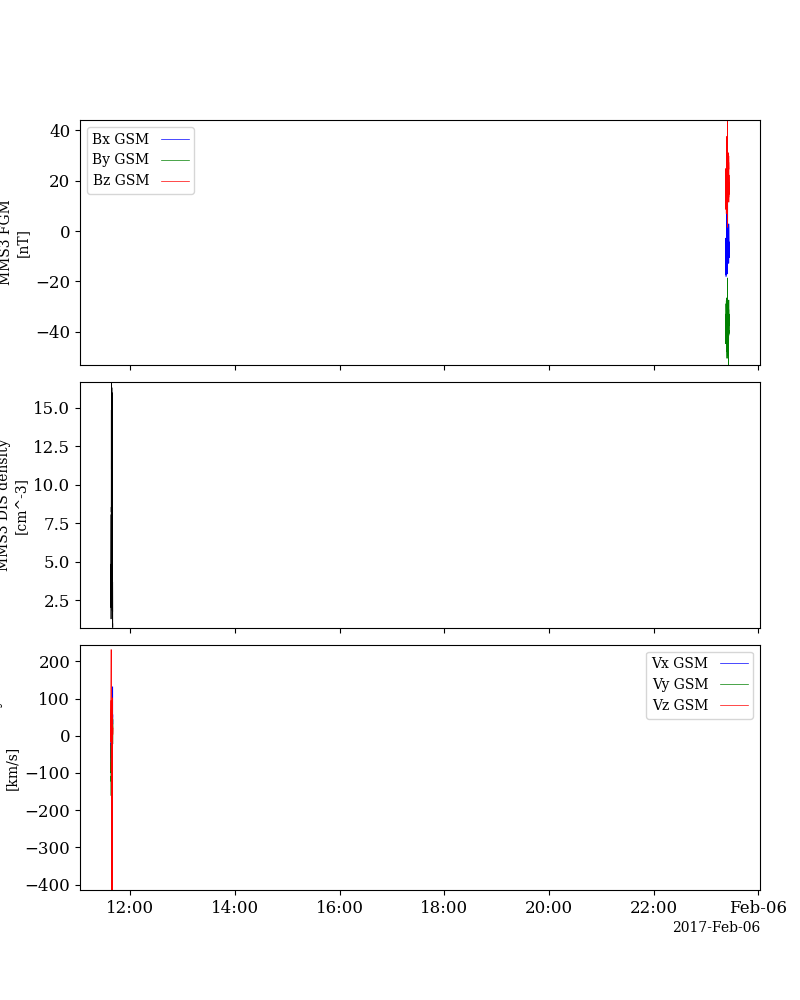 MMS3 FGM
[nT]
40
20
0
−20
−40
Bx GSM
By GSM
Bz GSM
MMS3 DIS density
[cm^-3]
15.0
12.5
10.0
7.5
5.0
2.5
[km/s]
200
100
0
−100
−200
−300
−400
Vx GSM
Vy GSM
Vz GSM
12:00
14:00
16:00
18:00
20:00
22:00
Feb-06
2017-Feb-06